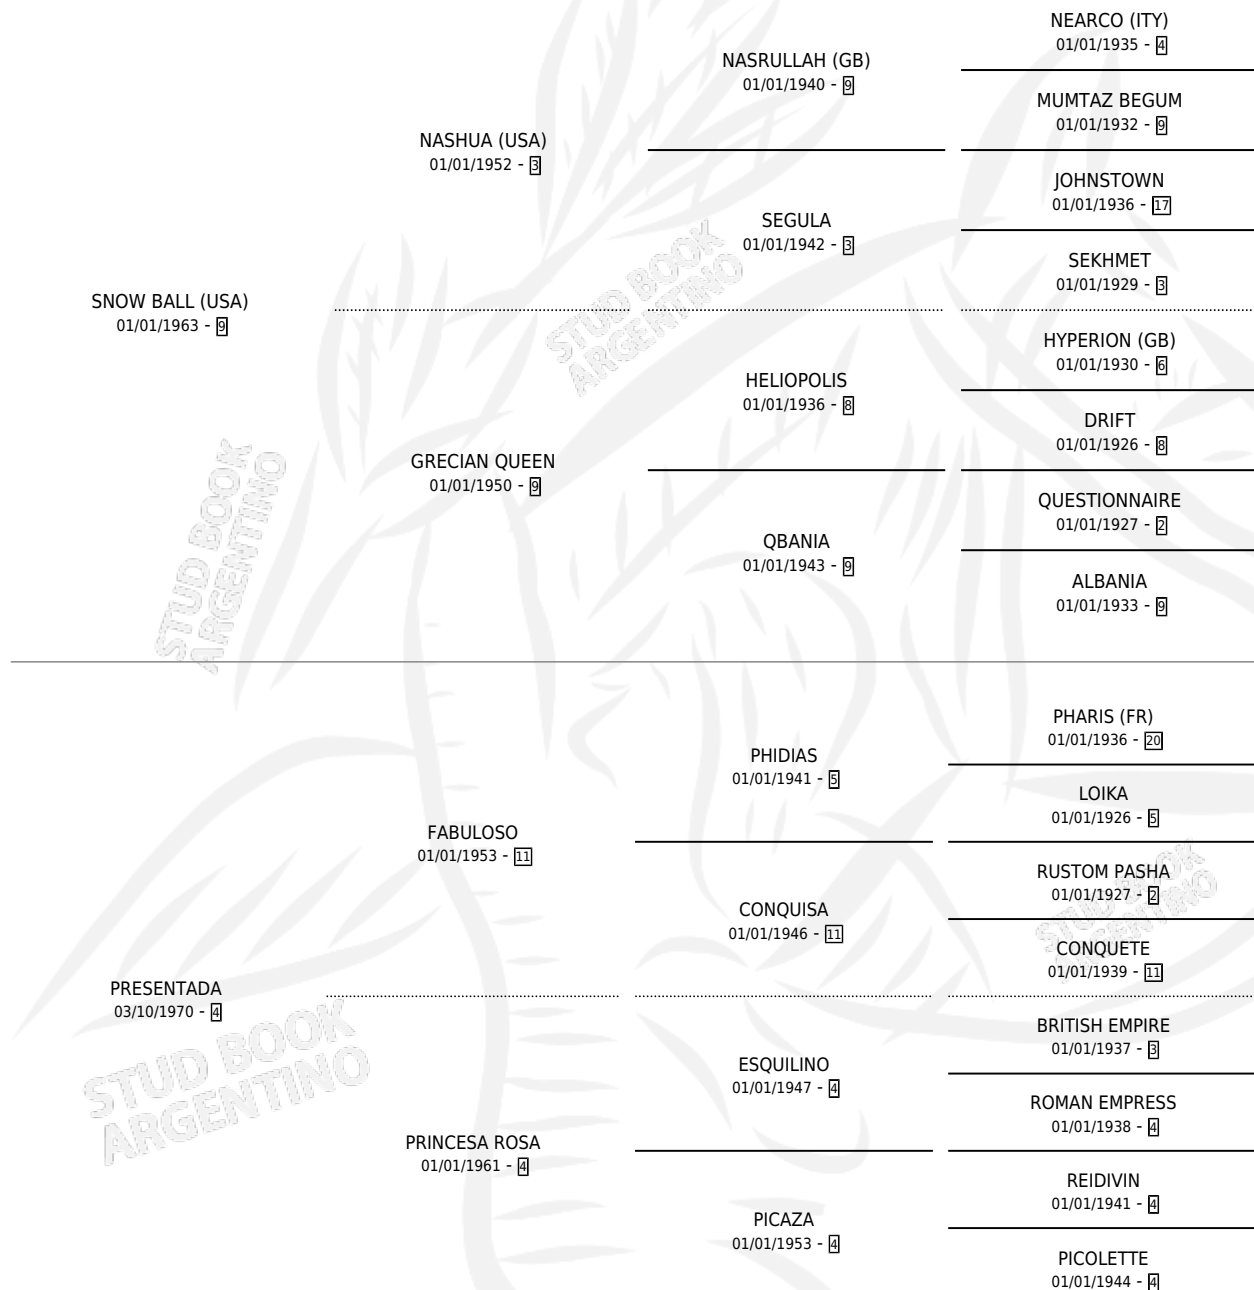 NEARCO (ITY)
01/01/1935 - 4
NASRULLAH (GB)
01/01/1940 - 9
MUMTAZ BEGUM
01/01/1932 - 9
NASHUA (USA)
01/01/1952 - 3
JOHNSTOWN
01/01/1936 - 17
SEGULA
01/01/1942 - 3
SEKHMET
01/01/1929 - 3
SNOW BALL (USA)
01/01/1963 - 9
HYPERION (GB)
01/01/1930 - 6
HELIOPOLIS
01/01/1936 - 8
DRIFT
01/01/1926 - 8
GRECIAN QUEEN
01/01/1950 - 9
QUESTIONNAIRE
01/01/1927 - 2
QBANIA
01/01/1943 - 9
ALBANIA
01/01/1933 - 9
PHARIS (FR)
01/01/1936 - 20
PHIDIAS
01/01/1941 - 5
LOIKA
01/01/1926 - 5
FABULOSO
01/01/1953 - 11
RUSTOM PASHA
01/01/1927 - 2
CONQUISA
01/01/1946 - 11
CONQUETE
01/01/1939 - 11
PRESENTADA
03/10/1970 - 4
BRITISH EMPIRE
01/01/1937 - 3
ESQUILINO
01/01/1947 - 4
ROMAN EMPRESS
01/01/1938 - 4
PRINCESA ROSA
01/01/1961 - 4
REIDIVIN
01/01/1941 - 4
PICAZA
01/01/1953 - 4
PICOLETTE
01/01/1944 - 4
STUD BOOK
ARGENTINO
STUD BOOK
ARGENTINO
STUD BOOK
ARGENTINO
STUD BOOK
ARGENTINO